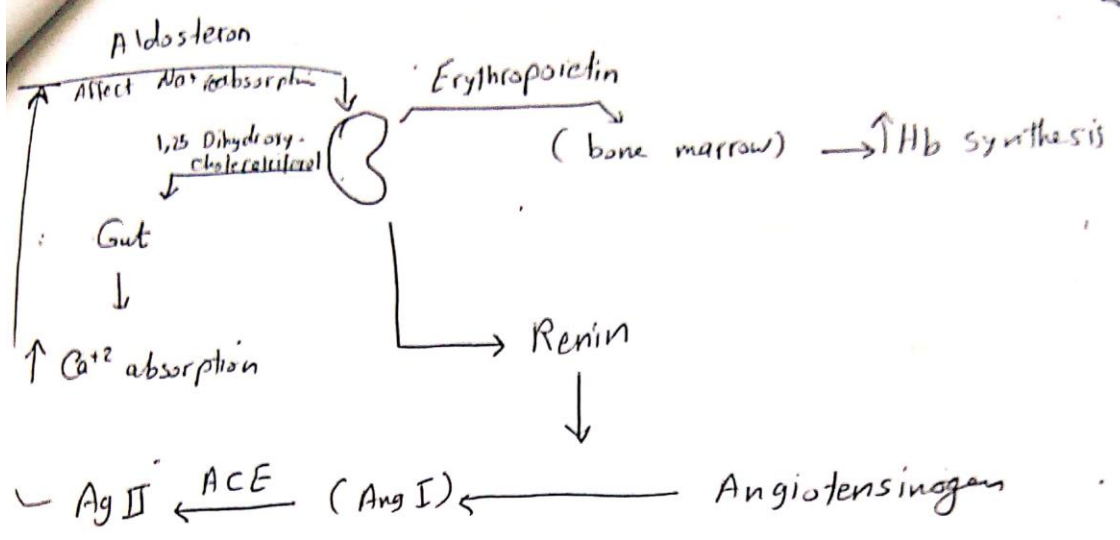 Aldosteron
Affect Na+ reabsorptin
Erythropoietin
1,25 Dihydroxy-
cholecalciferol
(bone marrow) → ↑Hb synthesis
Gut
↓
↑ Ca+2 absorption
Renin
↓
Ag II ← ACE (Ang I) ← Angiotensinogen